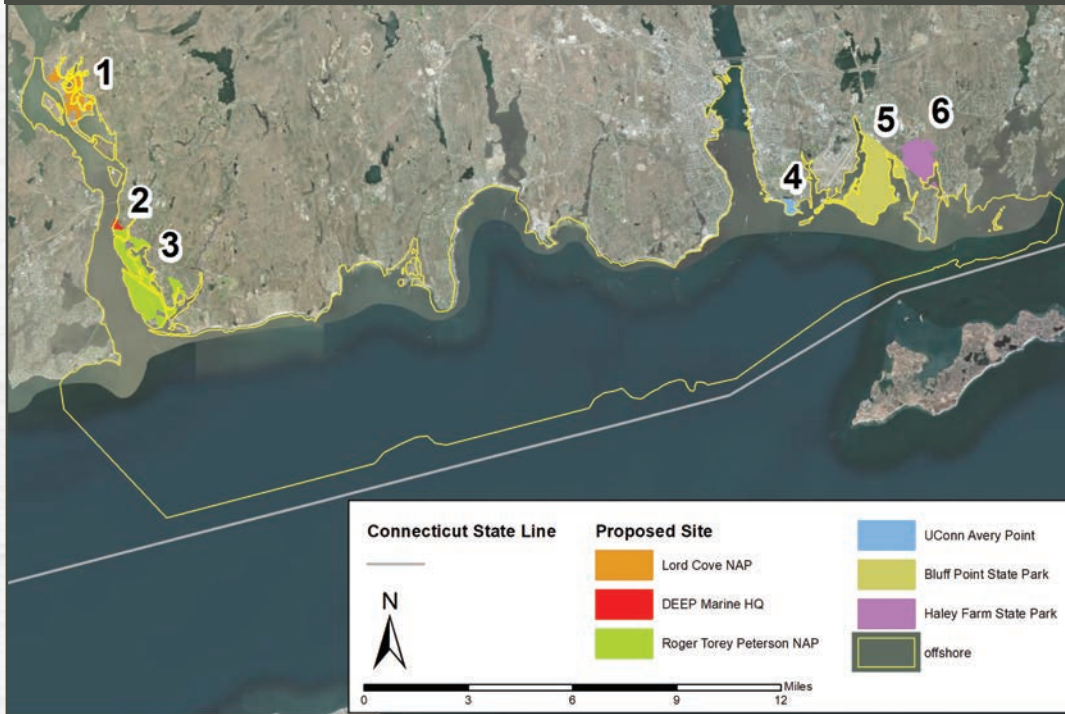 1
2
3
4
5
6
Connecticut State Line
N
Proposed Site
Lord Cove NAP
DEEP Marine HQ
Roger Torey Peterson NAP
UConn Avery Point
Bluff Point State Park
Haley Farm State Park
offshore
Miles
0 3 6 9 12